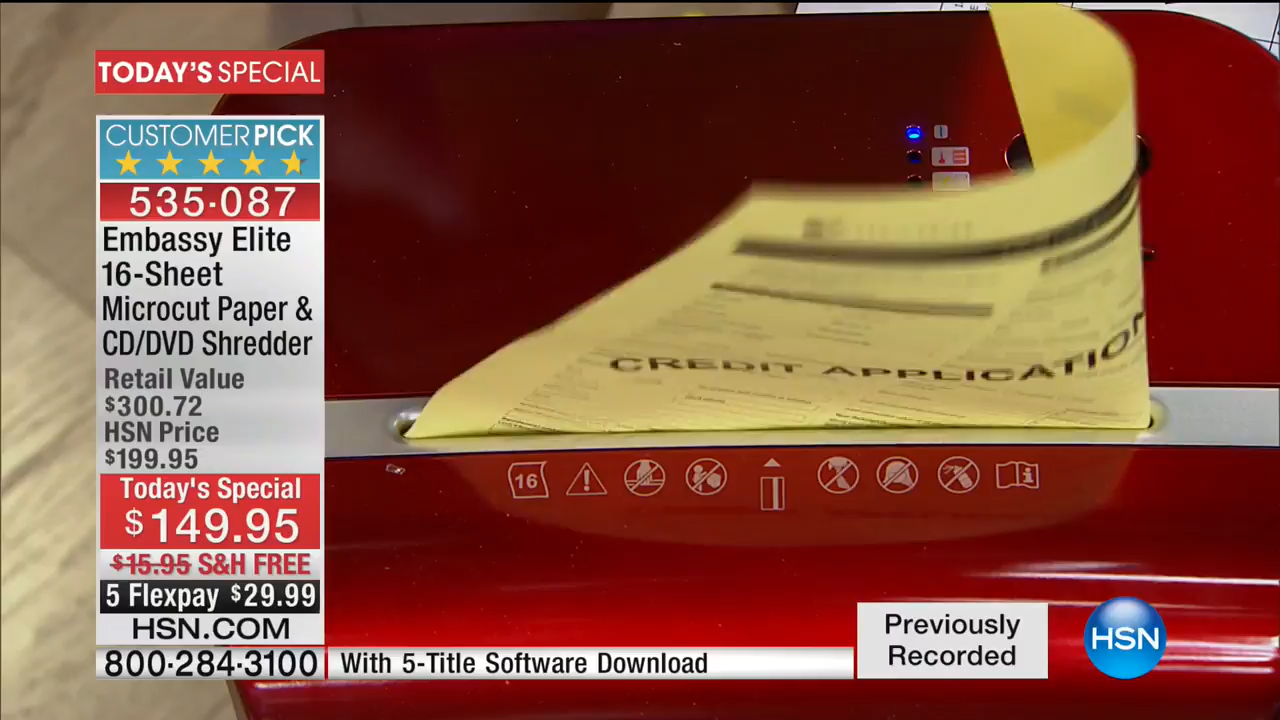 TODAY'S SPECIAL
CUSTOMER PICK
535-087
Embassy Elite
16-Sheet
Microcut Paper &
CD/DVD Shredder
Retail Value
$300.72
HSN Price
$199.95
Today's Special
$149.95
$15.95 S&H FREE
5 Flexpay $29.99
HSN.COM
800·284·3100
With 5-Title Software Download
CREDIT APPLICATION
16
Previously
Recorded
HSN